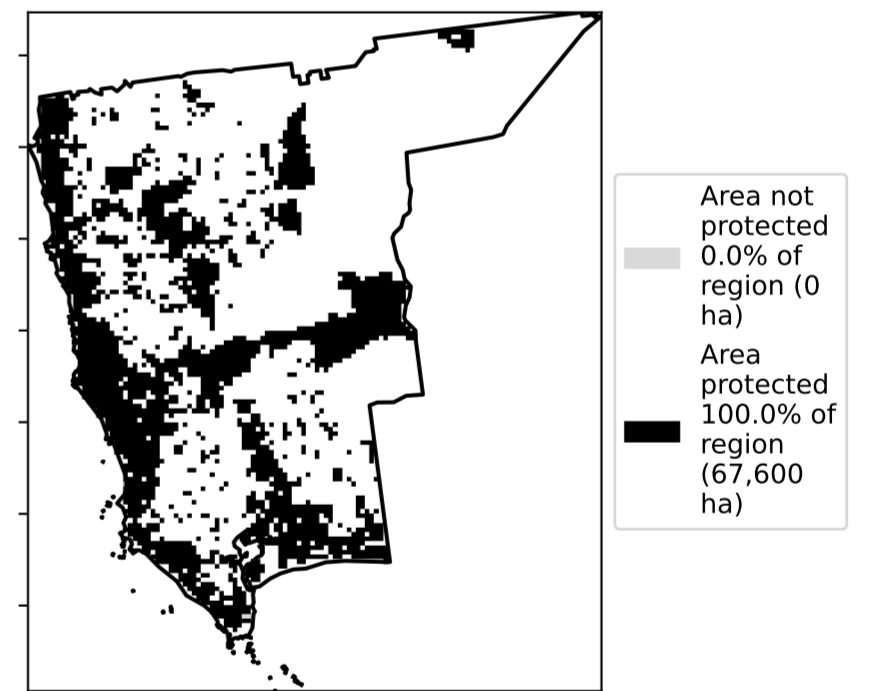 Area not
protected
0.0% of
region (0
ha)
Area
protected
100.0% of
region
(67,600
ha)